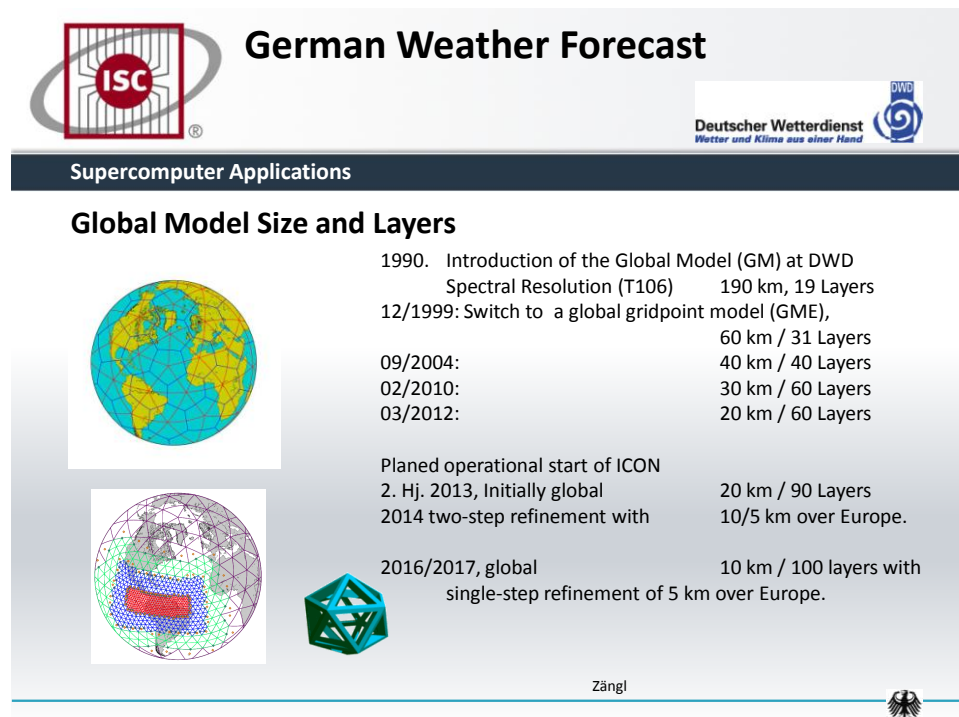 German Weather Forecast
ISC
®
DWD
Deutscher Wetterdienst
Wetter und Klima aus einer Hand
Supercomputer Applications
Global Model Size and Layers
1990. Introduction of the Global Model (GM) at DWD
Spectral Resolution (T106) 190 km, 19 Layers
12/1999: Switch to a global gridpoint model (GME),
60 km / 31 Layers
09/2004: 40 km / 40 Layers
02/2010: 30 km / 60 Layers
03/2012: 20 km / 60 Layers
Planed operational start of ICON
2. Hj. 2013, Initially global 20 km / 90 Layers
2014 two-step refinement with 10/5 km over Europe.
2016/2017, global 10 km / 100 layers with
single-step refinement of 5 km over Europe.
Zängl